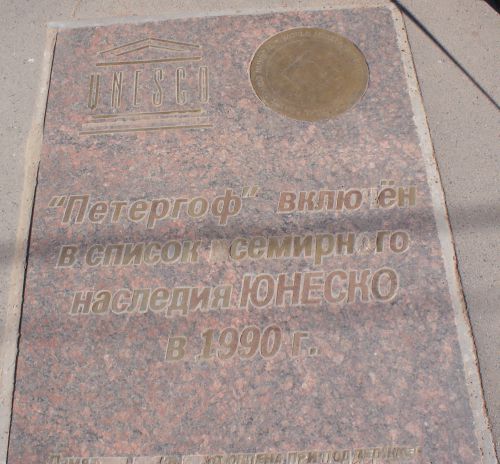 UNESCO
"Петергоф" включён
в список всемирного
наследия ЮНЕСКО
в 1990 г.